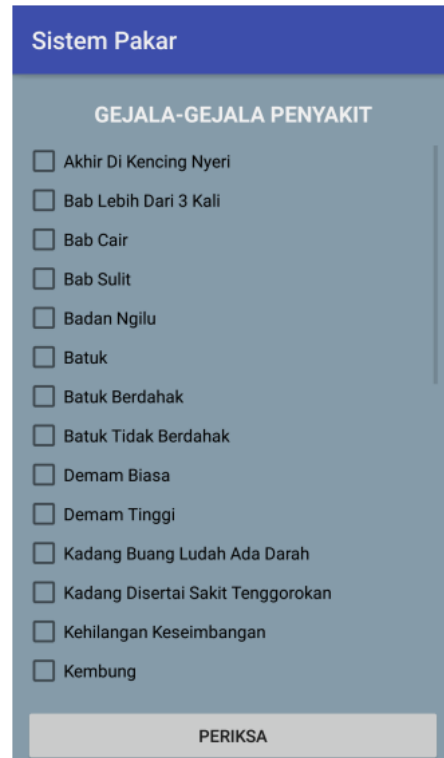 Sistem Pakar
GEJALA-GEJALA PENYAKIT
Akhir Di Kencing Nyeri
Bab Lebih Dari 3 Kali
Bab Cair
Bab Sulit
Badan Ngilu
Batuk
Batuk Berdahak
Batuk Tidak Berdahak
Demam Biasa
Demam Tinggi
Kadang Buang Ludah Ada Darah
Kadang Disertai Sakit Tenggorokan
Kehilangan Keseimbangan
Kembung
PERIKSA